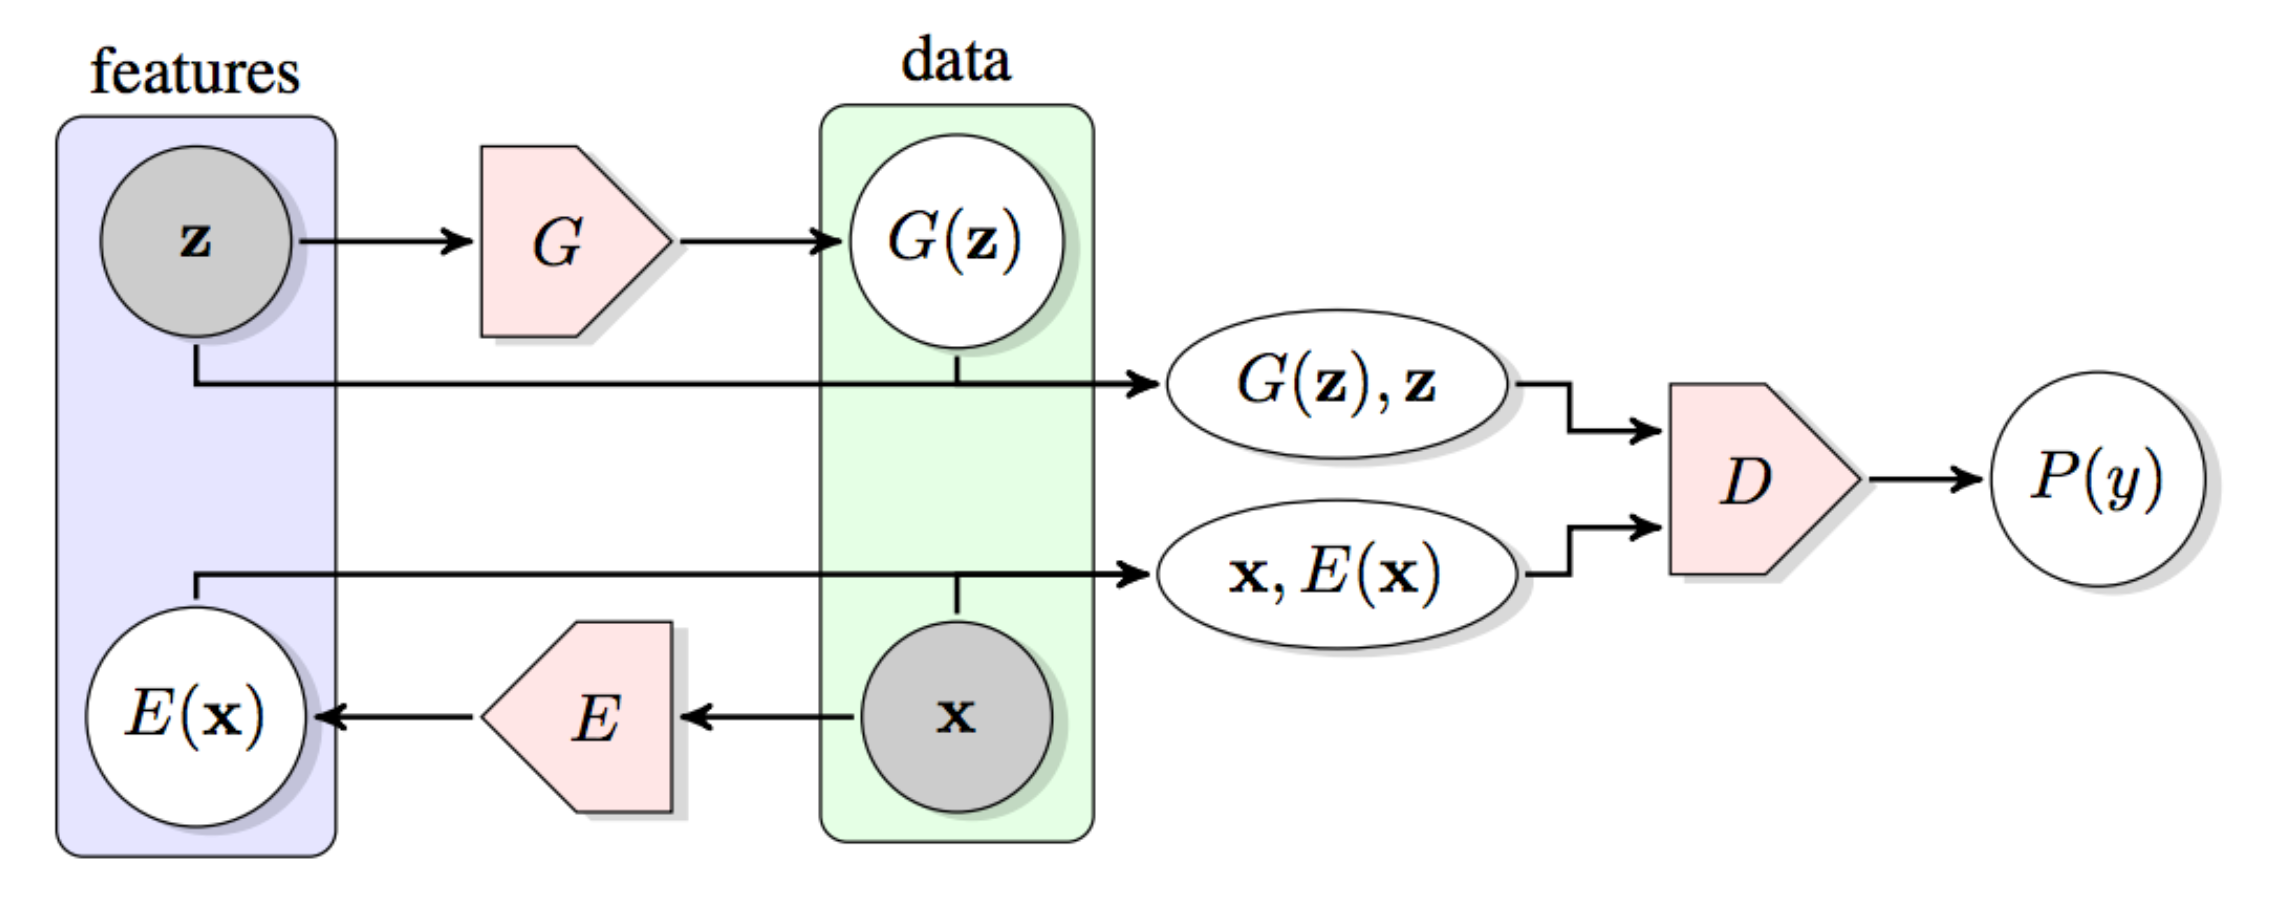 features
data
z
G
G(z)
G(z), z
D
P(y)
x, E(x)
E(x)
E
x